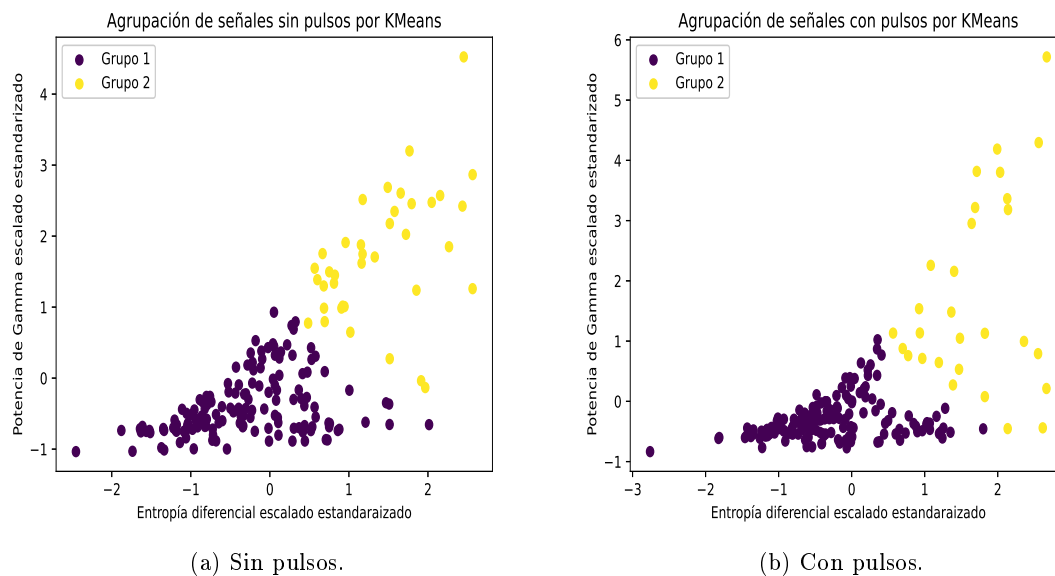 Agrupación de señales sin pulsos por KMeans
Grupo 1
Grupo 2
Potencia de Gamma escalado estandarizado
4
3
2
1
0
−1
−2
−1
0
1
2
Entropía diferencial escalado estandaraizado
(a) Sin pulsos.
Agrupación de señales con pulsos por KMeans
Grupo 1
Grupo 2
Potencia de Gamma escalado estandarizado
6
5
4
3
2
1
0
−1
−3
−2
−1
0
1
2
Entropía diferencial escalado estandaraizado
(b) Con pulsos.